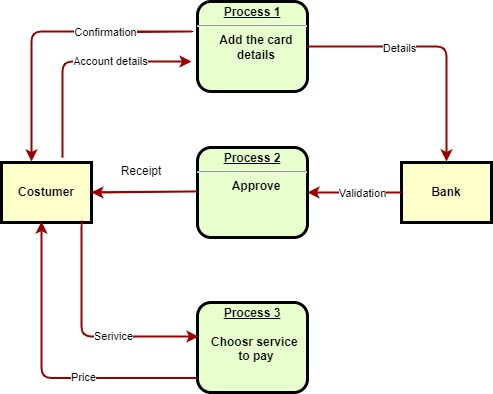 Process 1
Confirmation
Add the card
details
Details
Account details
Process 2
Receipt
Approve
Costumer
Validation
Bank
Process 3
Serivice
Choosr service
to pay
Price